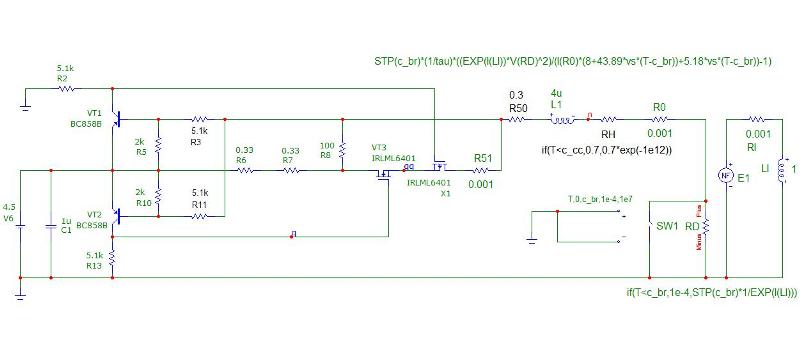 STP(c_br)*(1/tau)*((EXP(I(LI))*V(RD)^2)/(I(R0)*(8+43.89*vs*(T-c_br))+5.18*vs*(T-c_br))-1)
5.1k
R2
VT1
BC858B
2k
R5
5.1k
R3
0.33
R6
0.33
R7
100
R8
VT3
IRLML6401
qq
IRLML6401
X1
R51
0.001
0.3
R50
4u
L1
n
RH
if(T<c_cc,0.7,0.7*exp(-1e12))
R0
0.001
0.001
RI
LI
1
NF
E1
4.5
V6
1u
C1
VT2
BC858B
2k
R10
5.1k
R11
5.1k
R13
T,0,c_br,1e-4,1e7
+
-
SW1
RD
Plus
Minus
if(T<c_br,1e-4,STP(c_br)*1/EXP(I(LI)))